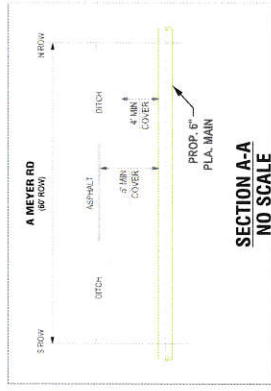 A MEYER RD
(60' ROW)
S ROW
N ROW
DITCH
ASPHALT
DITCH
5' MIN
COVER
4' MIN
COVER
PROP. 6"
PLA. MAIN
SECTION A-A
NO SCALE